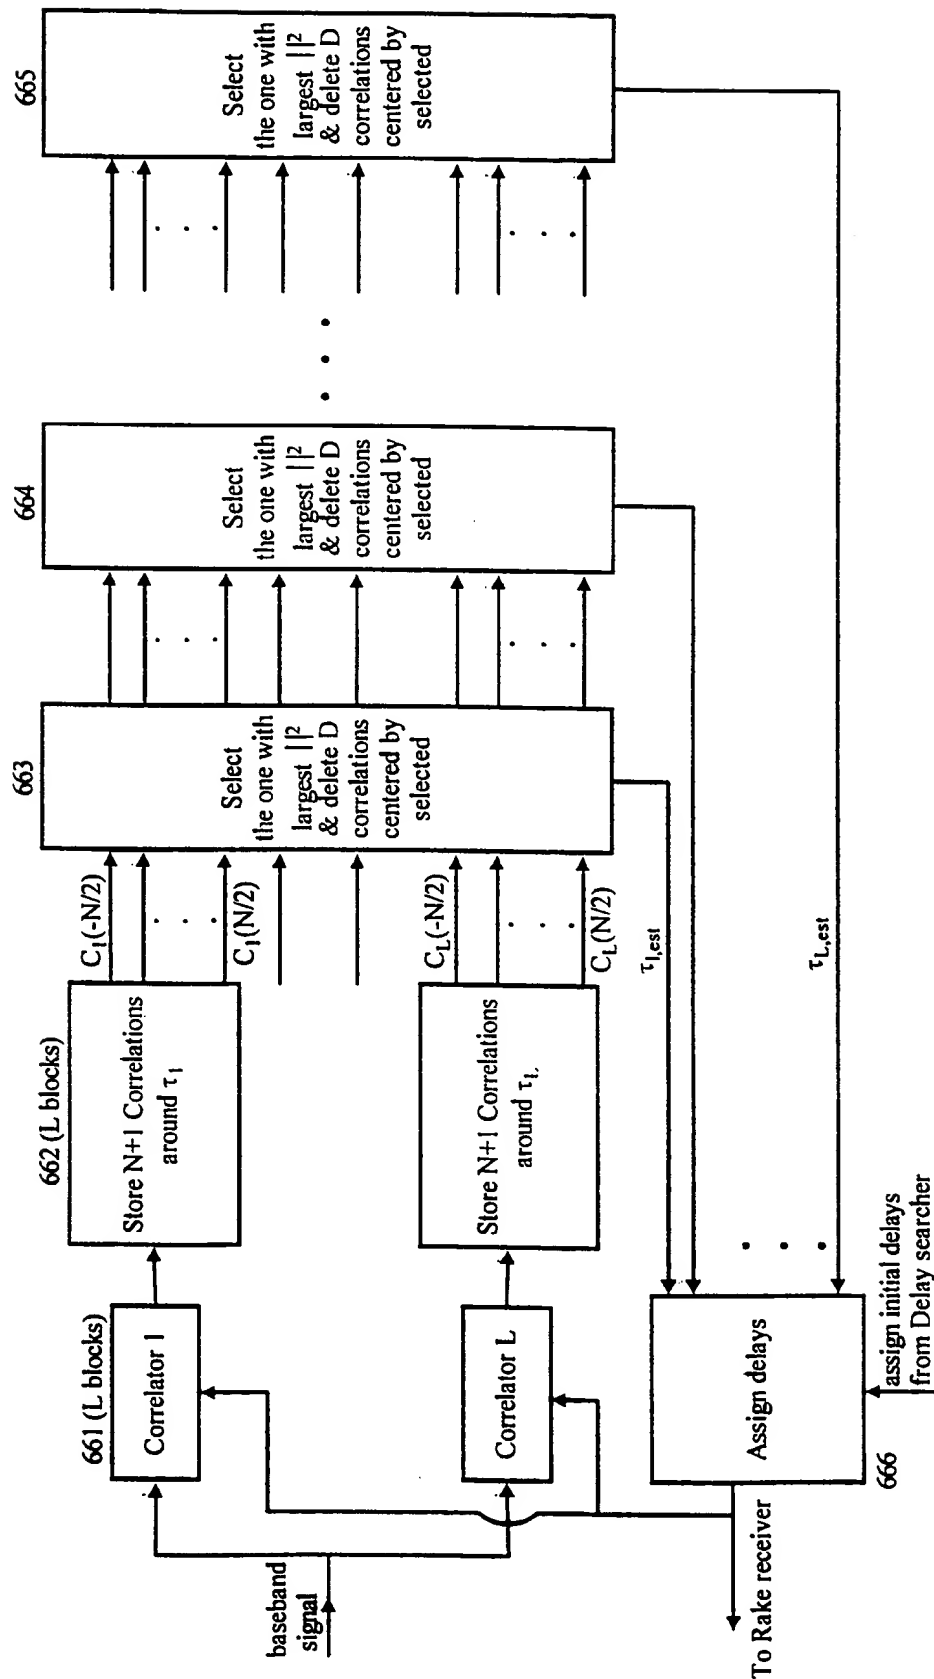 661 (L blocks)
662 (L blocks)
663
664
665
baseband
signal
Correlator 1
Store N+1 Correlations
around τ1
C1(-N/2)
. . .
C1(N/2)
Select
the one with
largest ||²
& delete D
correlations
centered by
selected
. . .
Select
the one with
largest ||²
& delete D
correlations
centered by
selected
. . .
. . .
Select
the one with
largest ||²
& delete D
correlations
centered by
selected
Correlator L
Store N+1 Correlations
around τL
CL(-N/2)
. . .
CL(N/2)
. . .
. . .
τ1,est
. . .
τL,est
Assign delays
To Rake receiver
666
assign initial delays
from Delay searcher